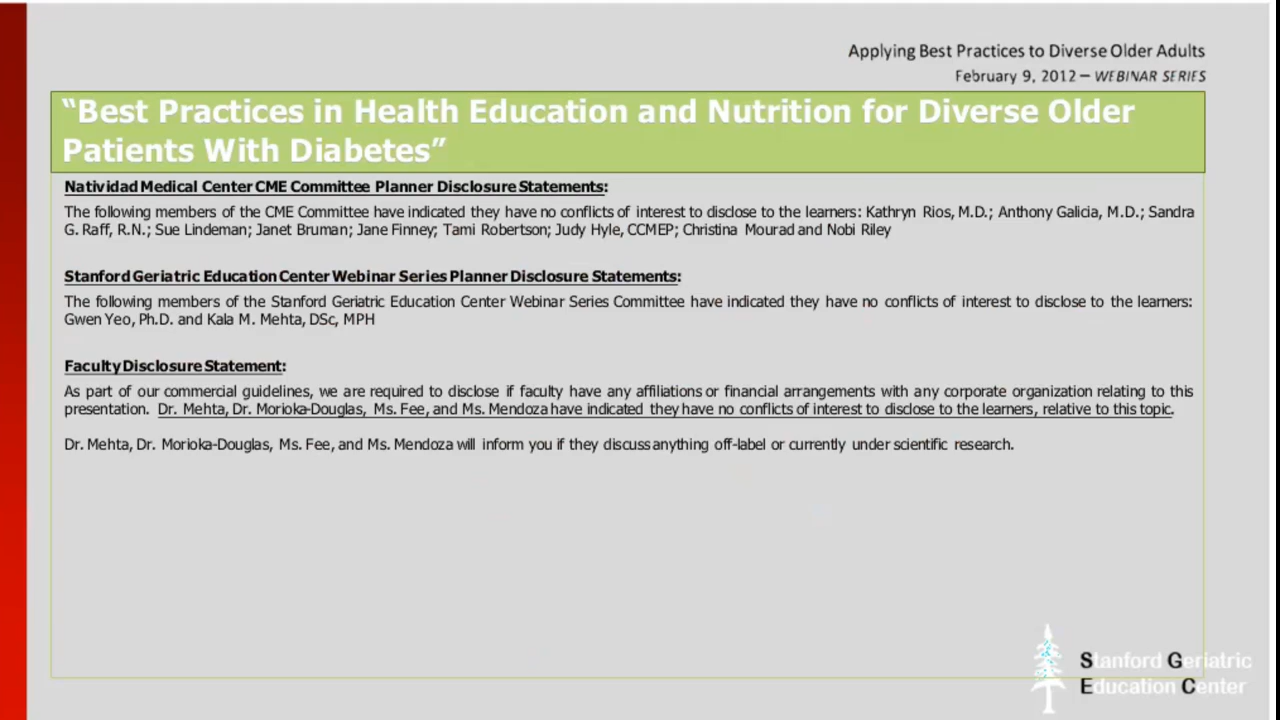 Applying Best Practices to Diverse Older Adults
February 9, 2012 – WEBINAR SERIES
“Best Practices in Health Education and Nutrition for Diverse Older
Patients With Diabetes”
Natividad Medical Center CME Committee Planner Disclosure Statements:
The following members of the CME Committee have indicated they have no conflicts of interest to disclose to the learners: Kathryn Rios, M.D.; Anthony Galicia, M.D.; Sandra
G. Raff, R.N.; Sue Lindeman; Janet Bruman; Jane Finney; Tami Robertson; Judy Hyle, CCMEP; Christina Mourad and Nobi Riley
Stanford Geriatric Education Center Webinar Series Planner Disclosure Statements:
The following members of the Stanford Geriatric Education Center Webinar Series Committee have indicated they have no conflicts of interest to disclose to the learners:
Gwen Yeo, Ph.D. and Kala M. Mehta, DSc, MPH
Faculty Disclosure Statement:
As part of our commercial guidelines, we are required to disclose if faculty have any affiliations or financial arrangements with any corporate organization relating to this
presentation. Dr. Mehta, Dr. Morioka-Douglas, Ms. Fee, and Ms. Mendoza have indicated they have no conflicts of interest to disclose to the learners, relative to this topic.
Dr. Mehta, Dr. Morioka-Douglas, Ms. Fee, and Ms. Mendoza will inform you if they discuss anything off-label or currently under scientific research.
Stanford Geriatric
Education Center